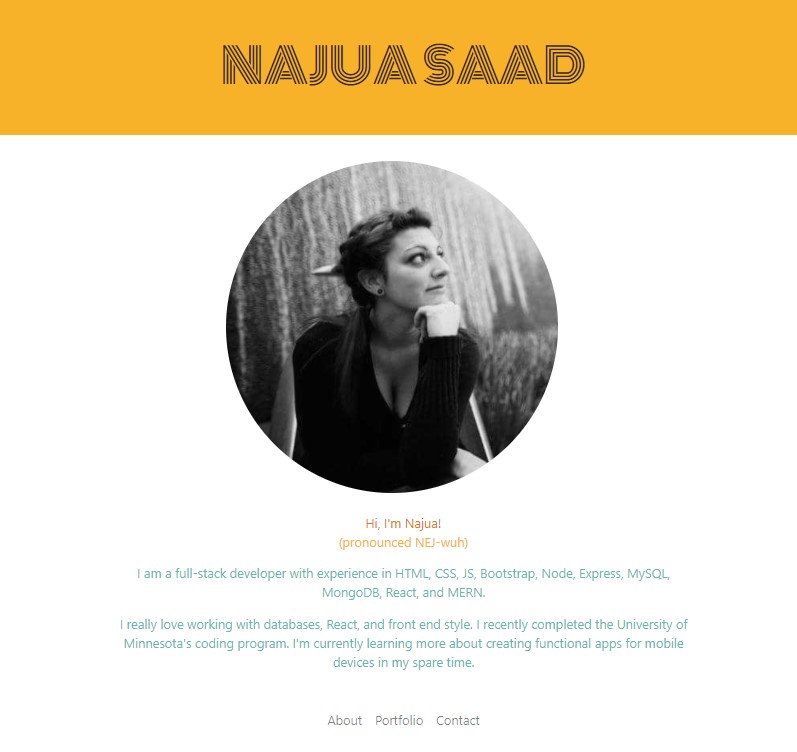 NAJUA SAAD
Hi, I'm Najua!
(pronounced NEJ-wuh)
I am a full-stack developer with experience in HTML, CSS, JS, Bootstrap, Node, Express, MySQL,
MongoDB, React, and MERN.
I really love working with databases, React, and front end style. I recently completed the University of
Minnesota's coding program. I'm currently learning more about creating functional apps for mobile
devices in my spare time.
About Portfolio Contact